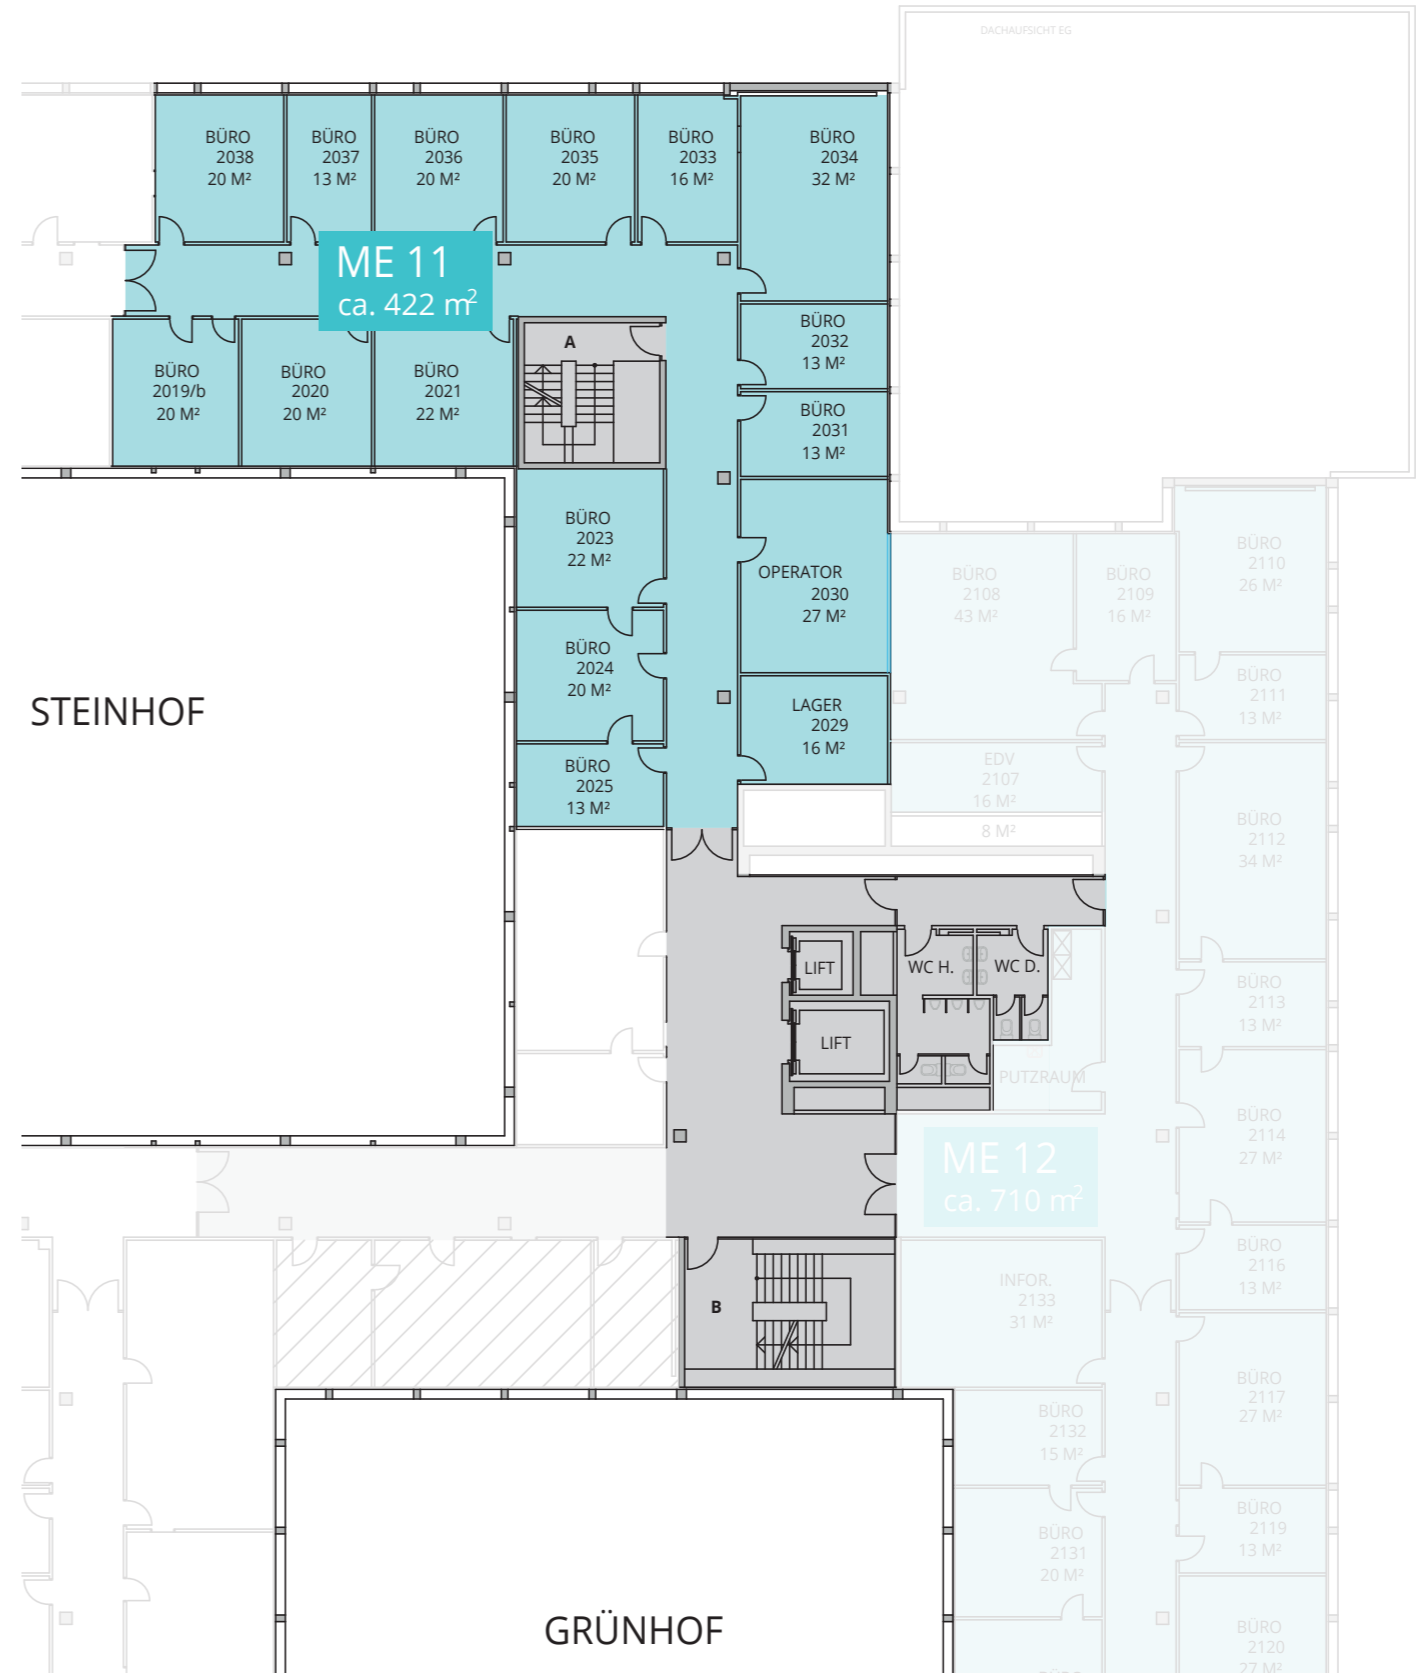 DACHAUFSICHT EG
BÜRO
2038
20 M²
BÜRO
2037
13 M²
BÜRO
2036
20 M²
BÜRO
2035
20 M²
BÜRO
2033
16 M²
BÜRO
2034
32 M²
ME 11
ca. 422 m²
BÜRO
2032
13 M²
A
BÜRO
2019/b
20 M²
BÜRO
2020
20 M²
BÜRO
2021
22 M²
BÜRO
2031
13 M²
BÜRO
2023
22 M²
OPERATOR
2030
27 M²
BÜRO
2108
43 M²
BÜRO
2109
16 M²
BÜRO
2110
26 M²
BÜRO
2024
20 M²
BÜRO
2111
13 M²
STEINHOF
LAGER
2029
16 M²
BÜRO
2025
13 M²
EDV
2107
16 M²
8 M²
BÜRO
2112
34 M²
LIFT
WC H.
WC D.
BÜRO
2113
13 M²
LIFT
PUTZRAUM
BÜRO
2114
27 M²
ME 12
ca. 710 m²
BÜRO
2116
13 M²
INFOR.
2133
31 M²
B
BÜRO
2117
27 M²
BÜRO
2132
15 M²
BÜRO
2119
13 M²
BÜRO
2131
20 M²
GRÜNHOF
BÜRO
2120
27 M²